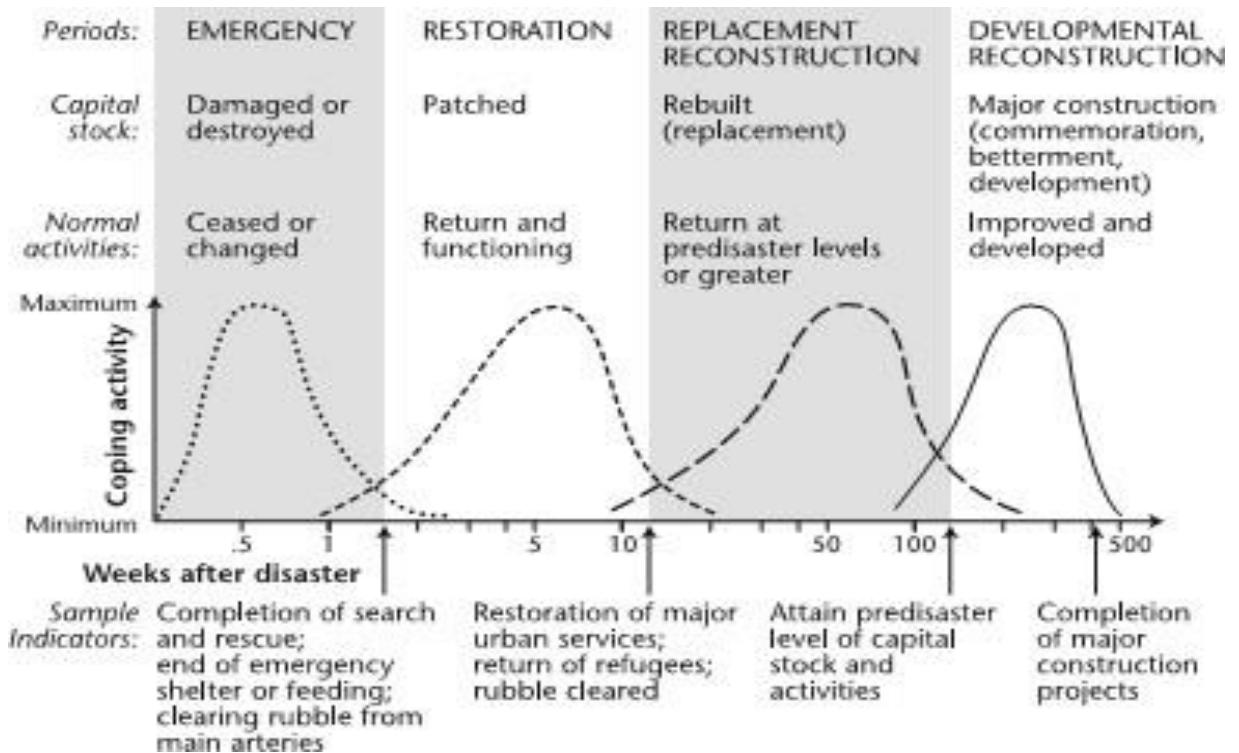 Periods: EMERGENCY RESTORATION REPLACEMENT DEVELOPMENTAL
RECONSTRUCTION RECONSTRUCTION
Capital Damaged or Patched Rebuilt Major construction
stock: destroyed (replacement) (commemoration,
betterment,
development)
Normal Ceased or Return and Return at Improved and
activities: changed functioning predisaster levels developed
or greater
Maximum
Coping activity
Minimum
.5 1 5 10 50 100 500
Weeks after disaster
Sample Completion of search Restoration of major Attain predisaster Completion
Indicators: and rescue; urban services; level of capital of major
end of emergency return of refugees; stock and construction
shelter or feeding; rubble cleared activities projects
clearing rubble from
main arteries